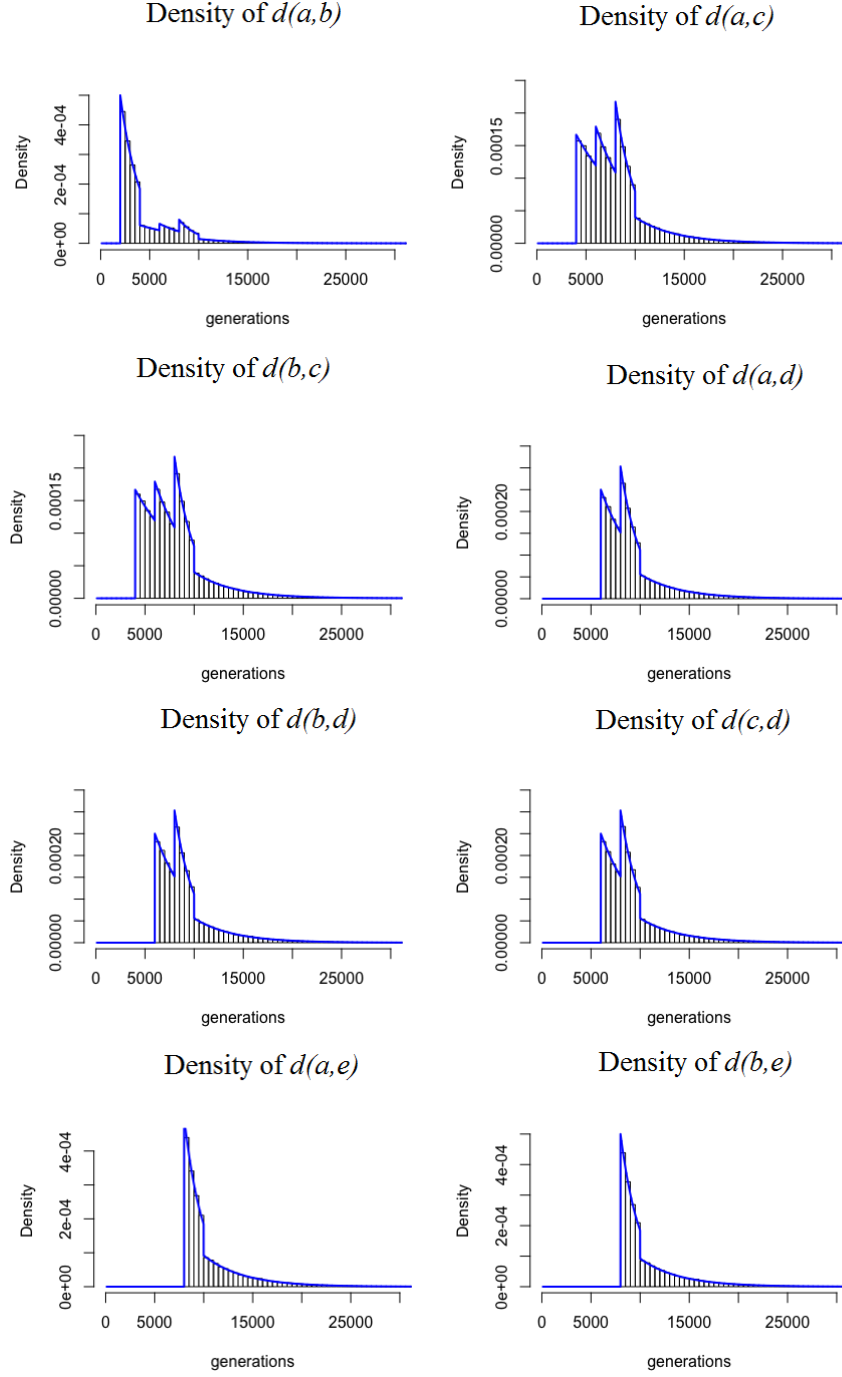 Density of d(a,b)
Density of d(a,c)
Density
0e+00 2e-04 4e-04
0 5000 15000 25000
generations
Density
0.00000 0.00015
0 5000 15000 25000
generations
Density of d(b,c)
Density of d(a,d)
Density
0.00000 0.00015
0 5000 15000 25000
generations
Density
0.00000 0.00020
0 5000 15000 25000
generations
Density of d(b,d)
Density of d(c,d)
Density
0.00000 0.00020
0 5000 15000 25000
generations
Density
0.00000 0.00020
0 5000 15000 25000
generations
Density of d(a,e)
Density of d(b,e)
Density
0e+00 2e-04 4e-04
0 5000 15000 25000
generations
Density
0e+00 2e-04 4e-04
0 5000 15000 25000
generations